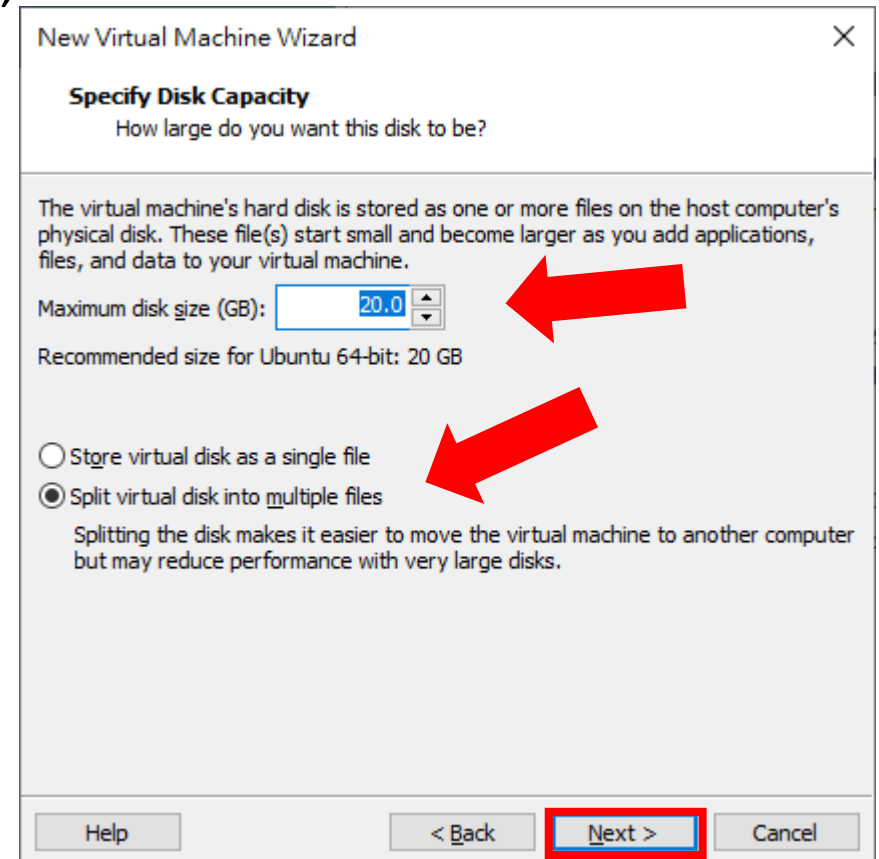 )
New Virtual Machine Wizard
Specify Disk Capacity
How large do you want this disk to be?
The virtual machine's hard disk is stored as one or more files on the host computer's
physical disk. These file(s) start small and become larger as you add applications,
files, and data to your virtual machine.
Maximum disk size (GB): 20.0
Recommended size for Ubuntu 64-bit: 20 GB
Store virtual disk as a single file
Split virtual disk into multiple files
Splitting the disk makes it easier to move the virtual machine to another computer
but may reduce performance with very large disks.
Help < Back Next > Cancel